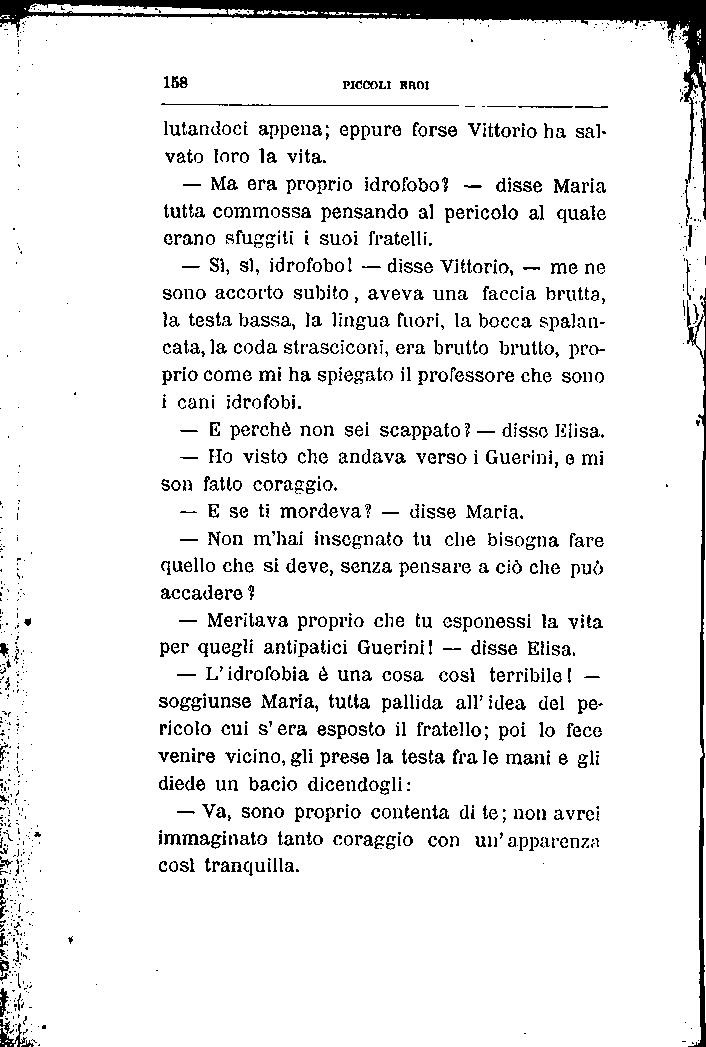 158 PICCOLI EROI
lutandoci appena; eppure forse Vittorio ha sal-
vato loro la vita.
— Ma era proprio idrofobo? — disse Maria
tutta commossa pensando al pericolo al quale
erano sfuggiti i suoi fratelli.
— Sì, sì, idrofobo! — disse Vittorio, — me ne
sono accorto subito, aveva una faccia brutta,
la testa bassa, la lingua fuori, la bocca spalan-
cata, la coda strasciconi, era brutto brutto, pro-
prio come mi ha spiegato il professore che sono
i cani idrofobi.
— E perchè non sei scappato? — disse Elisa.
— Ho visto che andava verso i Guerini, e mi
son fatto coraggio.
— E se ti mordeva? — disse Maria.
— Non m'hai insegnato tu che bisogna fare
quello che si deve, senza pensare a ciò che può
accadere?
— Meritava proprio che tu esponessi la vita
per quegli antipatici Guerini! — disse Elisa.
— L'idrofobia è una cosa così terribile! —
soggiunse Maria, tutta pallida all'idea del pe-
ricolo cui s'era esposto il fratello; poi lo fece
venire vicino, gli prese la testa fra le mani e gli
diede un bacio dicendogli:
— Va, sono proprio contenta di te; non avrei
immaginato tanto coraggio con un'apparenza
così tranquilla.